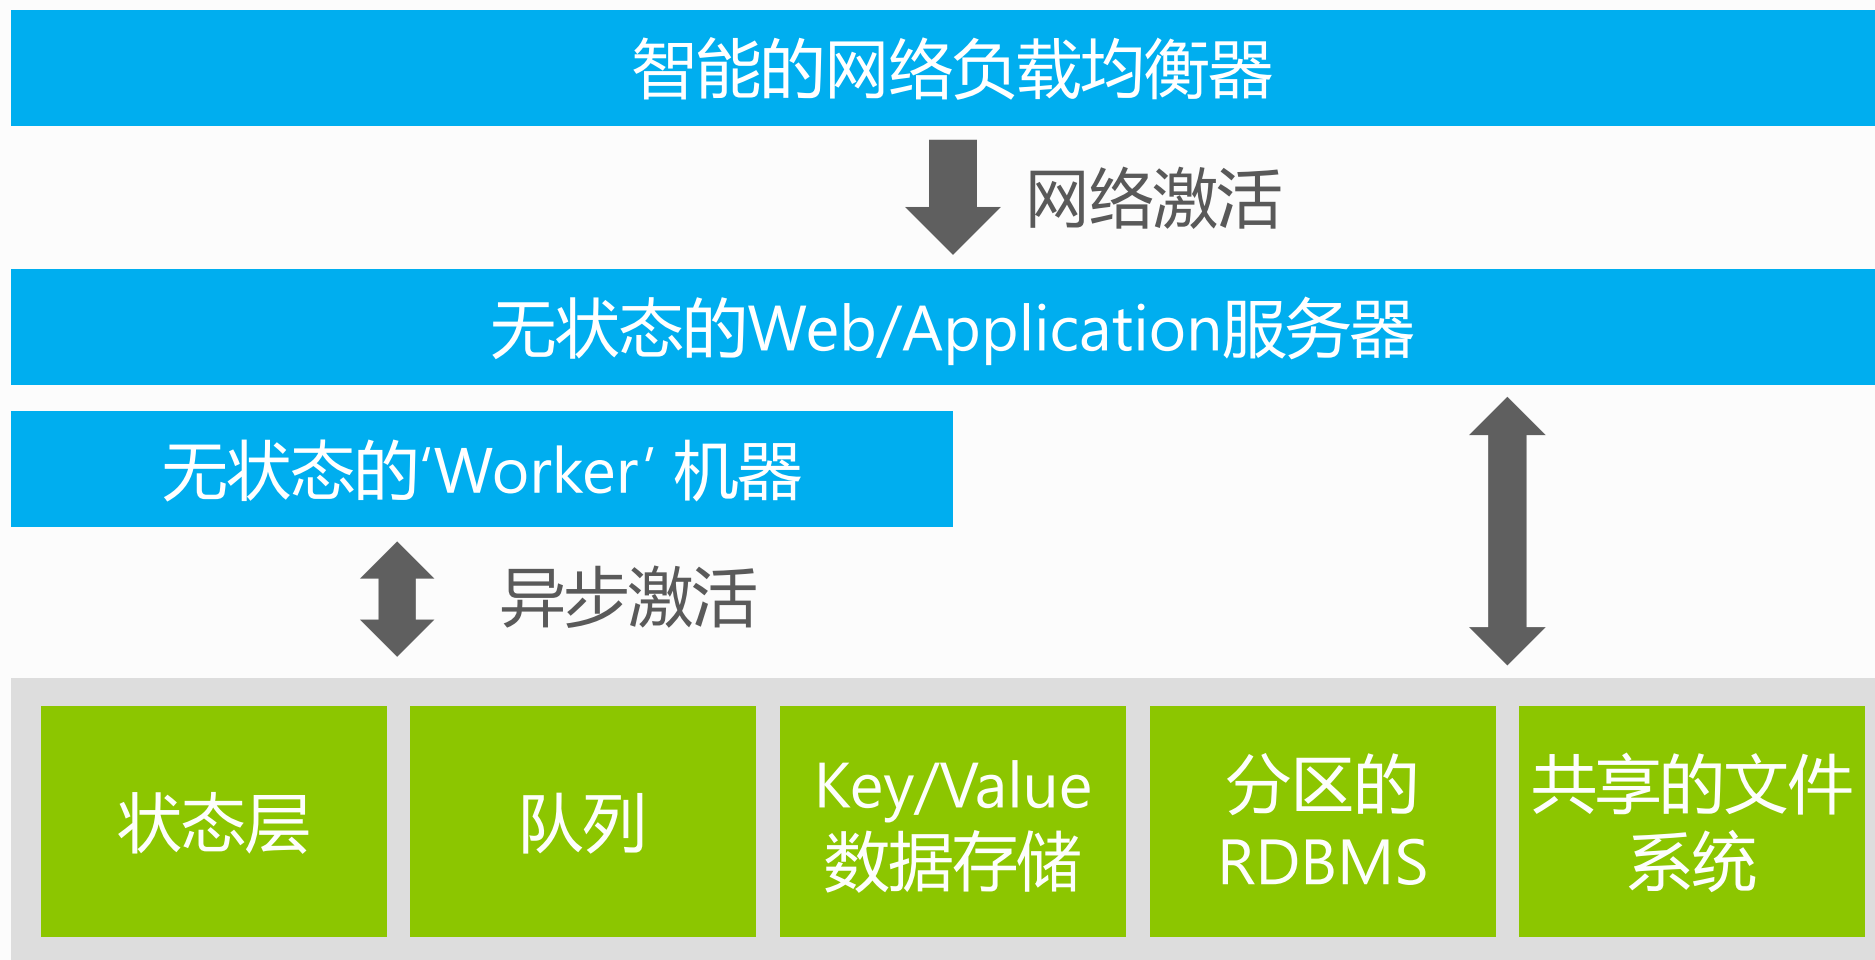 智能的网络负载均衡器
网络激活
无状态的Web/Application服务器
无状态的‘Worker’ 机器
异步激活
状态层
队列
Key/Value
数据存储
分区的
RDBMS
共享的文件
系统